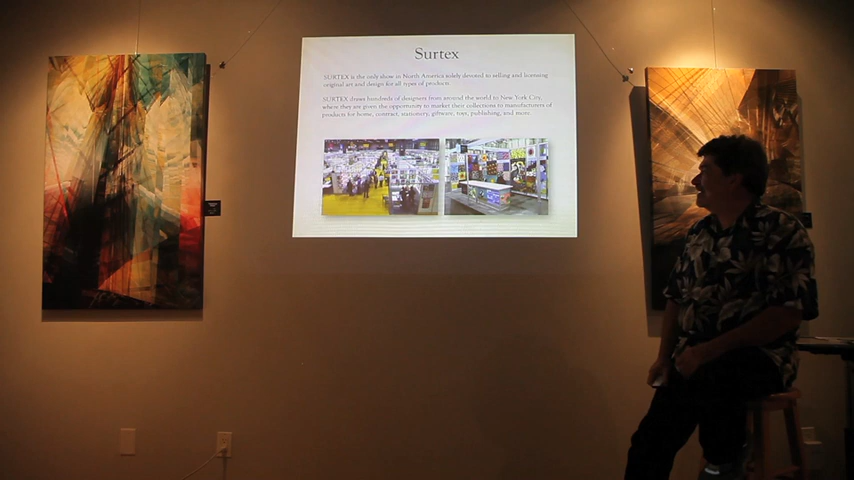 Surtex
SURTEX is the only show in North America solely devoted to selling and licensing
original art and design for all types of products.
SURTEX draws hundreds of designers from around the world to New York City,
where they are given the opportunity to market their collections to manufacturers of
products for home, contract, stationery, giftware, toys, publishing, and more.